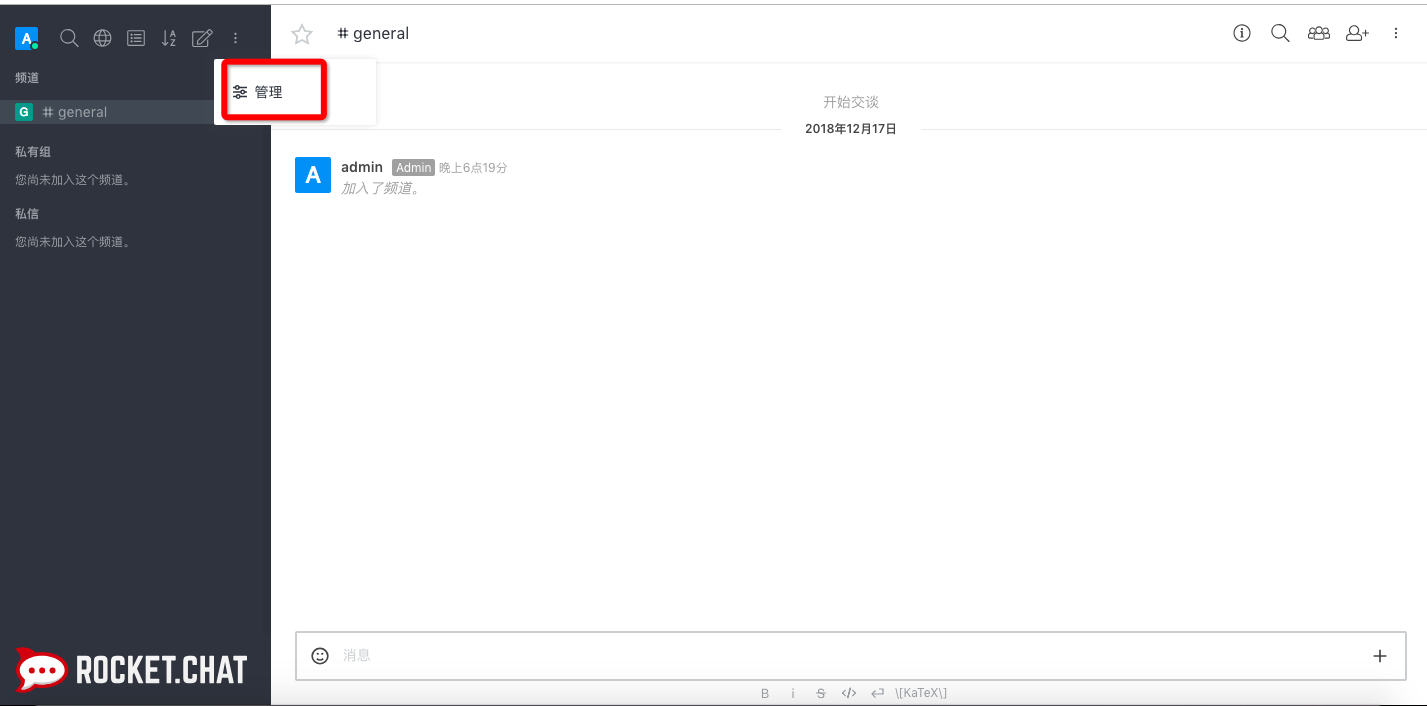 A
频道
G # general
私有组
您尚未加入这个频道。
私信
您尚未加入这个频道。
ROCKET.CHAT
管理
# general
开始交谈
2018年12月17日
A
admin Admin 晚上6点19分
加入了频道。
消息
B i S </> \[KaTeX\]